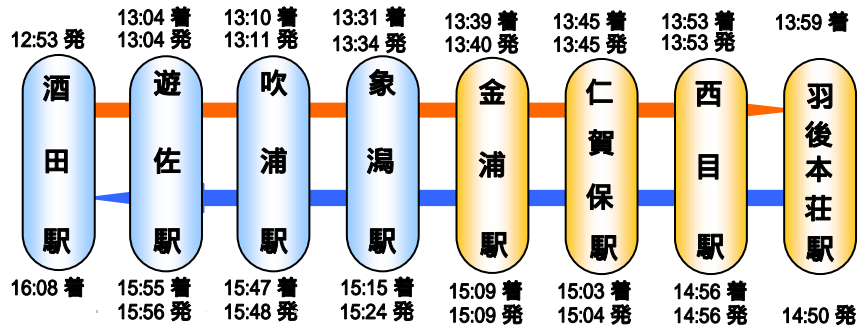 12:53 発
13:04 着
13:04 発
13:10 着
13:11 発
13:31 着
13:34 発
13:39 着
13:40 発
13:45 着
13:45 発
13:53 着
13:53 発
13:59 着
酒田駅
遊佐駅
吹浦駅
象潟駅
金浦駅
仁賀保駅
西目駅
羽後本荘駅
16:08 着
15:55 着
15:56 発
15:47 着
15:48 発
15:15 着
15:24 発
15:09 着
15:09 発
15:03 着
15:04 発
14:56 着
14:56 発
14:50 発